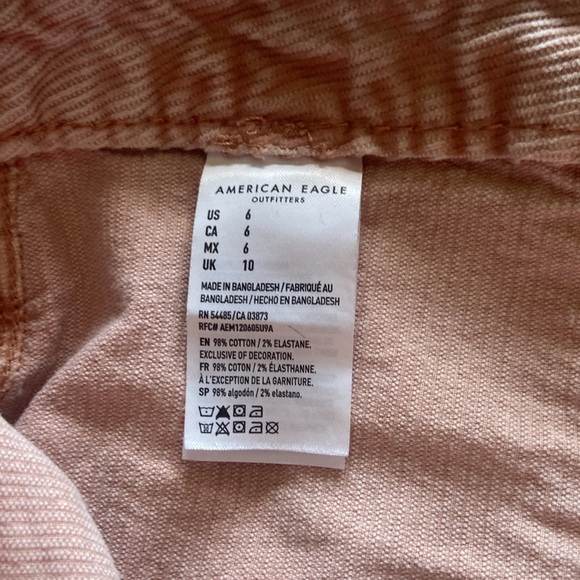 AMERICAN EAGLE
OUTFITTERS
US 6
CA 6
MX 6
UK 10
MADE IN BANGLADESH / FABRIQUÉ AU
BANGLADESH / HECHO EN BANGLADESH
RN 54485/CA 03873
RFC# AEM120605U9A
EN 98% COTTON / 2% ELASTANE.
EXCLUSIVE OF DECORATION.
FR 98% COTON / 2% ÉLASTHANNE.
À L'EXCEPTION DE LA GARNITURE.
SP 98% algodón / 2% elastano.